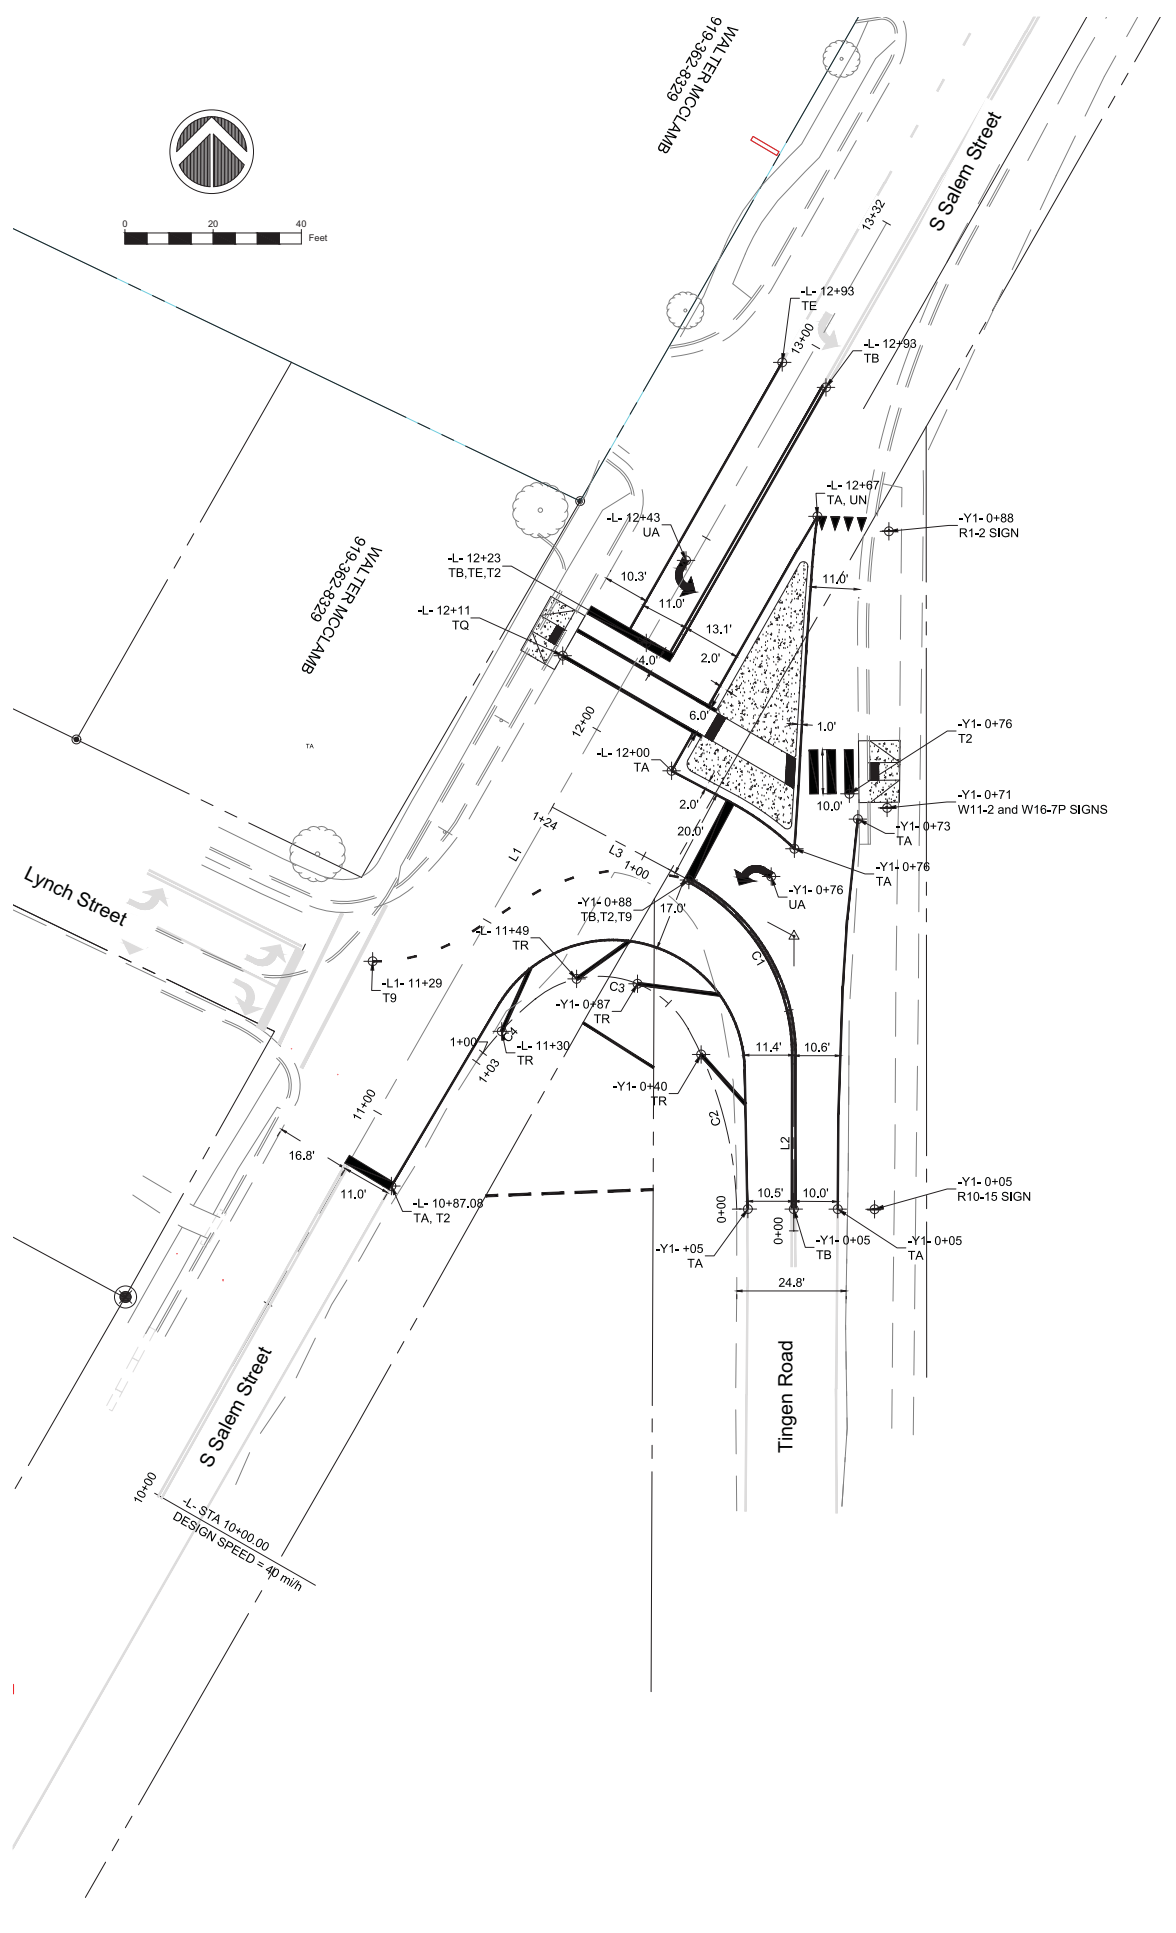 WALTER MCCLAMB
919-362-8329
S Salem Street
0
20
40
Feet
13+32
-L- 12+93
TE
13+00
-L- 12+93
TB
-L- 12+67
TA, UN
-L- 12+43
UA
-Y1- 0+88
R1-2 SIGN
-L- 12+23
TB,TE,T2
10.3'
11.0'
11.0'
-L- 12+11
TQ
13.1'
WALTER MCCLAMB
919-362-8329
4.0'
2.0'
6.0'
1.0'
-Y1- 0+76
T2
12+00
TA
-L- 12+00
TA
2.0'
10.0'
-Y1- 0+71
W11-2 and W16-7P SIGNS
1+24
20.0'
-Y1- 0+73
TA
L1
L3
1+00
-Y1- 0+76
TA
Lynch Street
-Y1- 0+88
TB,T2,T9
17.0'
-Y1- 0+76
UA
-L- 11+49
TR
C1
-L1- 11+29
T9
C3
-Y1- 0+87
TR
C4
1+00
1+03
-L- 11+30
TR
11.4'
10.6'
-Y1- 0+40
TR
11+00
C2
L2
16.8'
11.0'
-L- 10+87.08
TA, T2
10.5'
10.0'
-Y1- 0+05
R10-15 SIGN
0+00
0+00
-Y1- +05
TA
-Y1- 0+05
TB
-Y1- 0+05
TA
24.8'
S Salem Street
Tingen Road
10+00
-L- STA 10+00.00
DESIGN SPEED = 40 mi/h